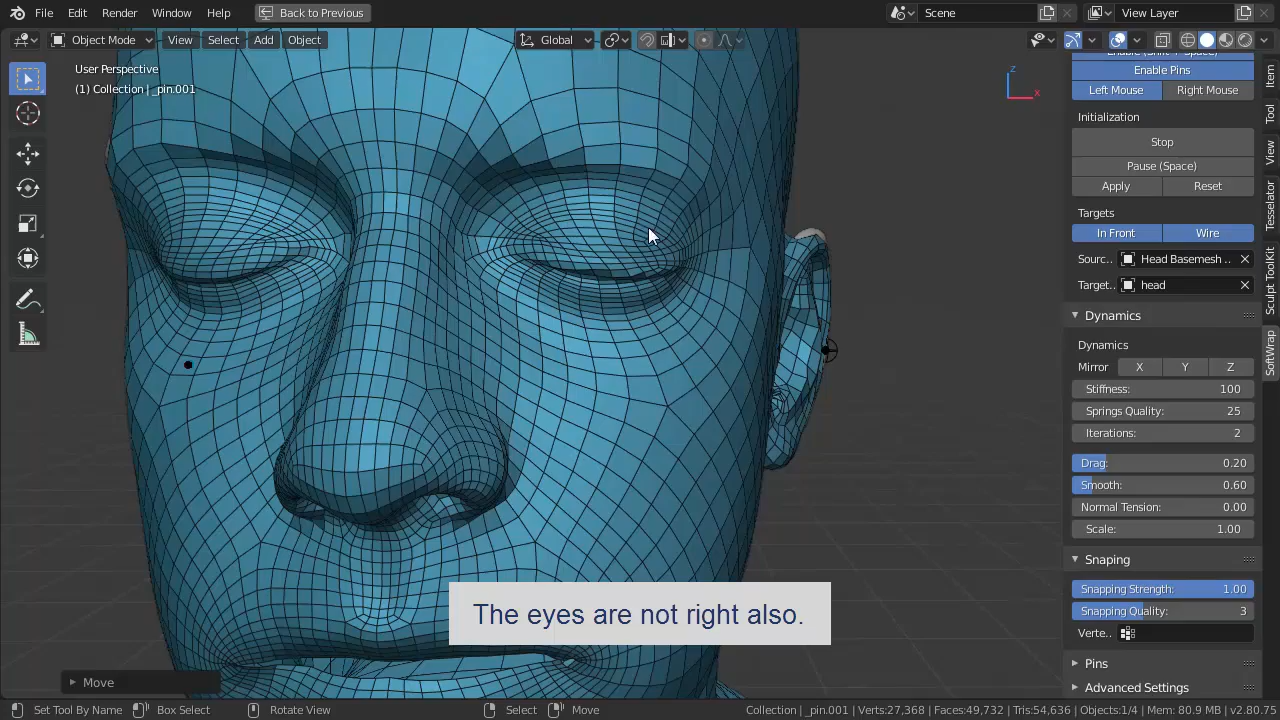 File Edit Render Window Help Back to Previous Scene View Layer
Object Mode View Select Add Object Global
User Perspective
(1) Collection | _pin.001
Z
X
Enable Pins
Left Mouse Right Mouse
Initialization
Stop
Pause (Space)
Apply Reset
Targets
In Front Wire
Sourc.. Head Basemesh ..
Target.. head
Dynamics
Dynamics
Mirror X Y Z
Stiffness: 100
Springs Quality: 25
Iterations: 2
Drag: 0.20
Smooth: 0.60
Normal Tension: 0.00
Scale: 1.00
Snaping
Snapping Strength: 1.00
Snapping Quality: 3
Verte..
Pins
Advanced Settings
Item
Tool
View
Tesselator
Sculpt ToolKit
SoftWrap
The eyes are not right also.
Move
Set Tool By Name Box Select Rotate View Select Move Collection | _pin.001 | Verts:27,368 | Faces:49,732 | Tris:54,636 | Objects:1/4 | Mem: 80.9 MB | v2.80.75